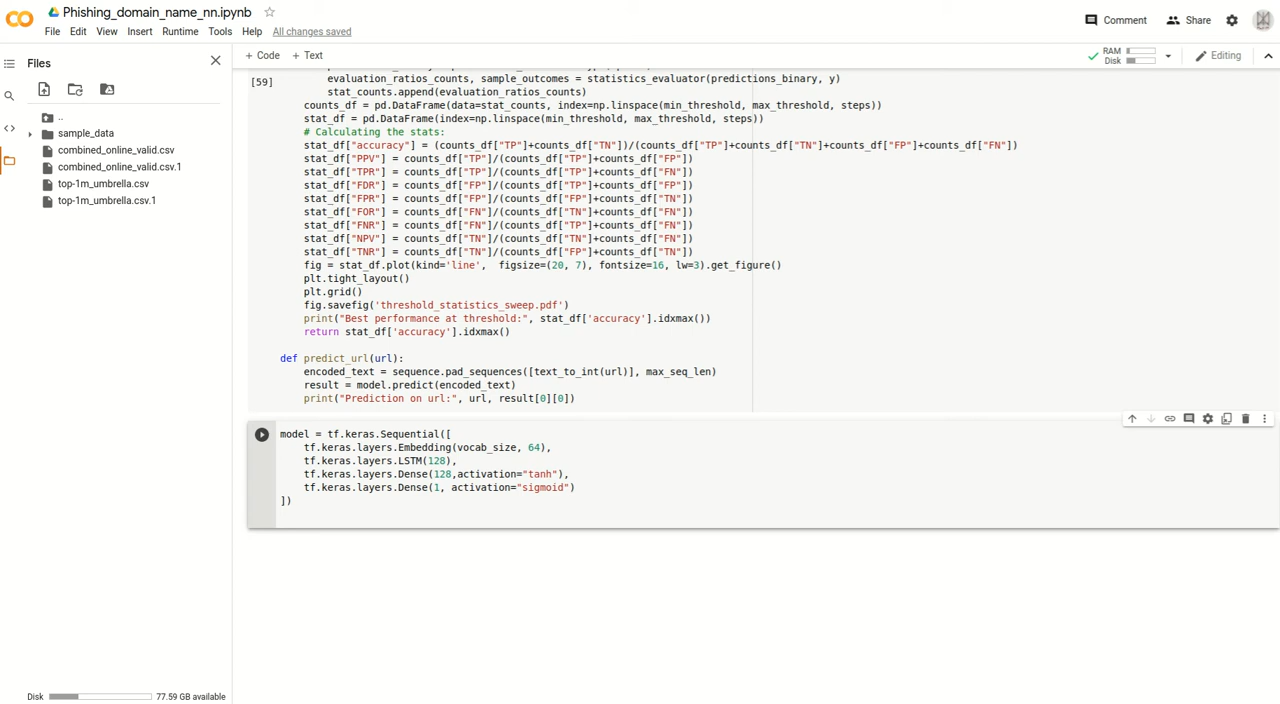 Phishing_domain_name_nn.ipynb
File Edit View Insert Runtime Tools Help All changes saved
Comment Share
Files
+ Code + Text
RAM
Disk
Editing
..
sample_data
combined_online_valid.csv
combined_online_valid.csv.1
top-1m_umbrella.csv
top-1m_umbrella.csv.1
[59]
evaluation_ratios_counts, sample_outcomes = statistics_evaluator(predictions_binary, y)
stat_counts.append(evaluation_ratios_counts)
counts_df = pd.DataFrame(data=stat_counts, index=np.linspace(min_threshold, max_threshold, steps))
stat_df = pd.DataFrame(index=np.linspace(min_threshold, max_threshold, steps))
# Calculating the stats:
stat_df["accuracy"] = (counts_df["TP"]+counts_df["TN"])/(counts_df["TP"]+counts_df["TN"]+counts_df["FP"]+counts_df["FN"])
stat_df["PPV"] = counts_df["TP"]/(counts_df["TP"]+counts_df["FP"])
stat_df["TPR"] = counts_df["TP"]/(counts_df["TP"]+counts_df["FN"])
stat_df["FDR"] = counts_df["FP"]/(counts_df["TP"]+counts_df["FP"])
stat_df["FPR"] = counts_df["FP"]/(counts_df["FP"]+counts_df["TN"])
stat_df["FOR"] = counts_df["FN"]/(counts_df["TN"]+counts_df["FN"])
stat_df["FNR"] = counts_df["FN"]/(counts_df["TP"]+counts_df["FN"])
stat_df["NPV"] = counts_df["TN"]/(counts_df["TN"]+counts_df["FN"])
stat_df["TNR"] = counts_df["TN"]/(counts_df["FP"]+counts_df["TN"])
fig = stat_df.plot(kind='line', figsize=(20, 7), fontsize=16, lw=3).get_figure()
plt.tight_layout()
plt.grid()
fig.savefig('threshold_statistics_sweep.pdf')
print("Best performance at threshold:", stat_df['accuracy'].idxmax())
return stat_df['accuracy'].idxmax()
def predict_url(url):
encoded_text = sequence.pad_sequences([text_to_int(url)], max_seq_len)
result = model.predict(encoded_text)
print("Prediction on url:", url, result[0][0])
model = tf.keras.Sequential([
tf.keras.layers.Embedding(vocab_size, 64),
tf.keras.layers.LSTM(128),
tf.keras.layers.Dense(128,activation="tanh"),
tf.keras.layers.Dense(1, activation="sigmoid")
])
Disk 77.59 GB available